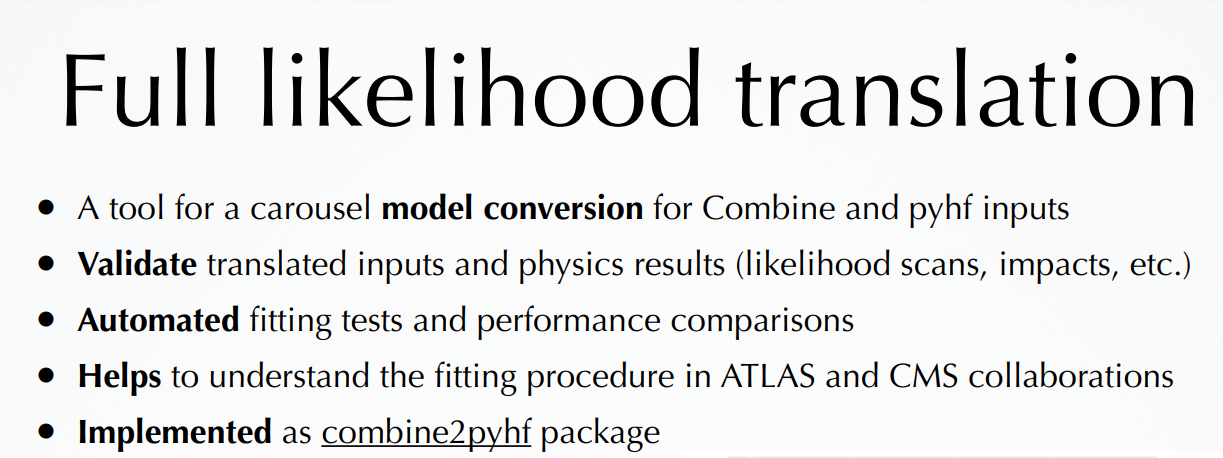 Full likelihood translation
• A tool for a carousel model conversion for Combine and pyhf inputs
• Validate translated inputs and physics results (likelihood scans, impacts, etc.)
• Automated fitting tests and performance comparisons
• Helps to understand the fitting procedure in ATLAS and CMS collaborations
• Implemented as combine2pyhf package